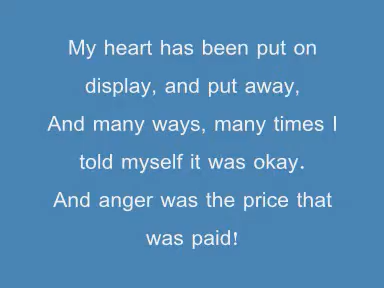 My heart has been put on
display, and put away,
And many ways, many times I
told myself it was okay.
And anger was the price that
was paid!